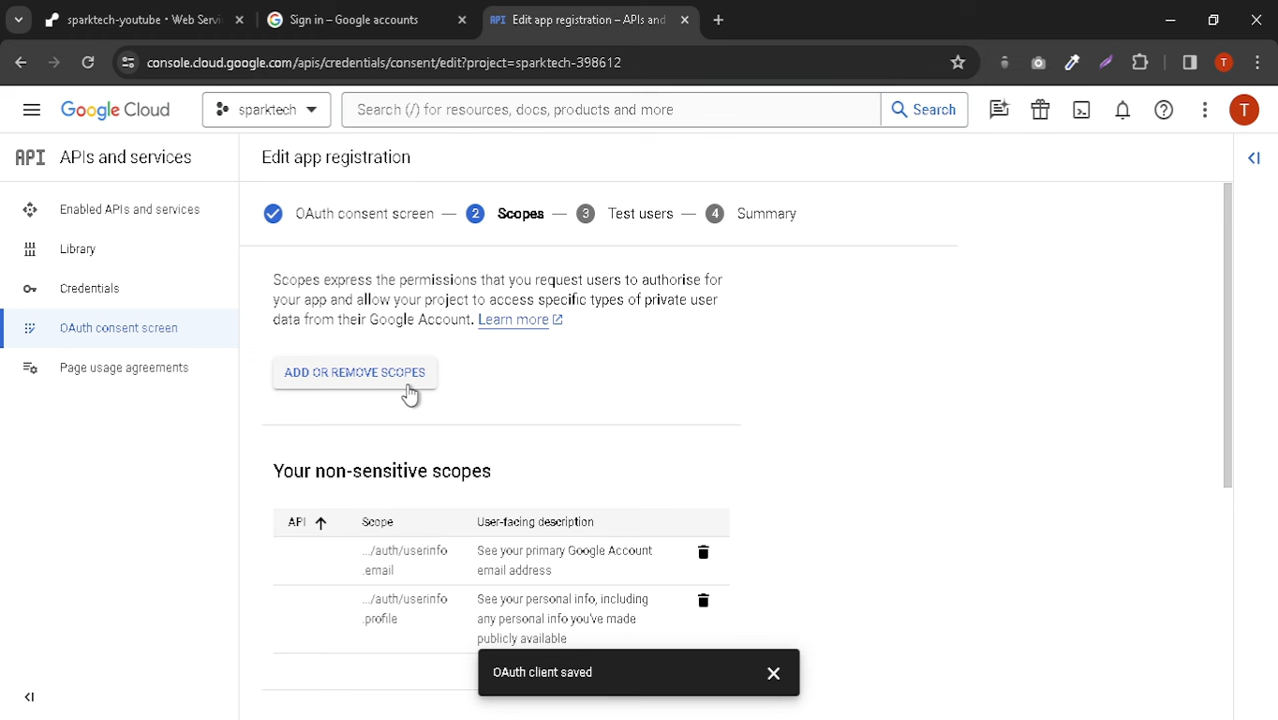 sparktech-youtube • Web Servi
Sign in – Google accounts
API Edit app registration – APIs and
console.cloud.google.com/apis/credentials/consent/edit?project=sparktech-398612
T
Google Cloud
sparktech
Search (/) for resources, docs, products and more
Search
T
API APIs and services
Edit app registration
Enabled APIs and services
Library
Credentials
OAuth consent screen
Page usage agreements
OAuth consent screen
2 Scopes
3 Test users
4 Summary
Scopes express the permissions that you request users to authorise for
your app and allow your project to access specific types of private user
data from their Google Account. Learn more
ADD OR REMOVE SCOPES
Your non-sensitive scopes
API Scope User-facing description
.../auth/userinfo See your primary Google Account
.email email address
.../auth/userinfo See your personal info, including
.profile any personal info you've made
publicly available
OAuth client saved